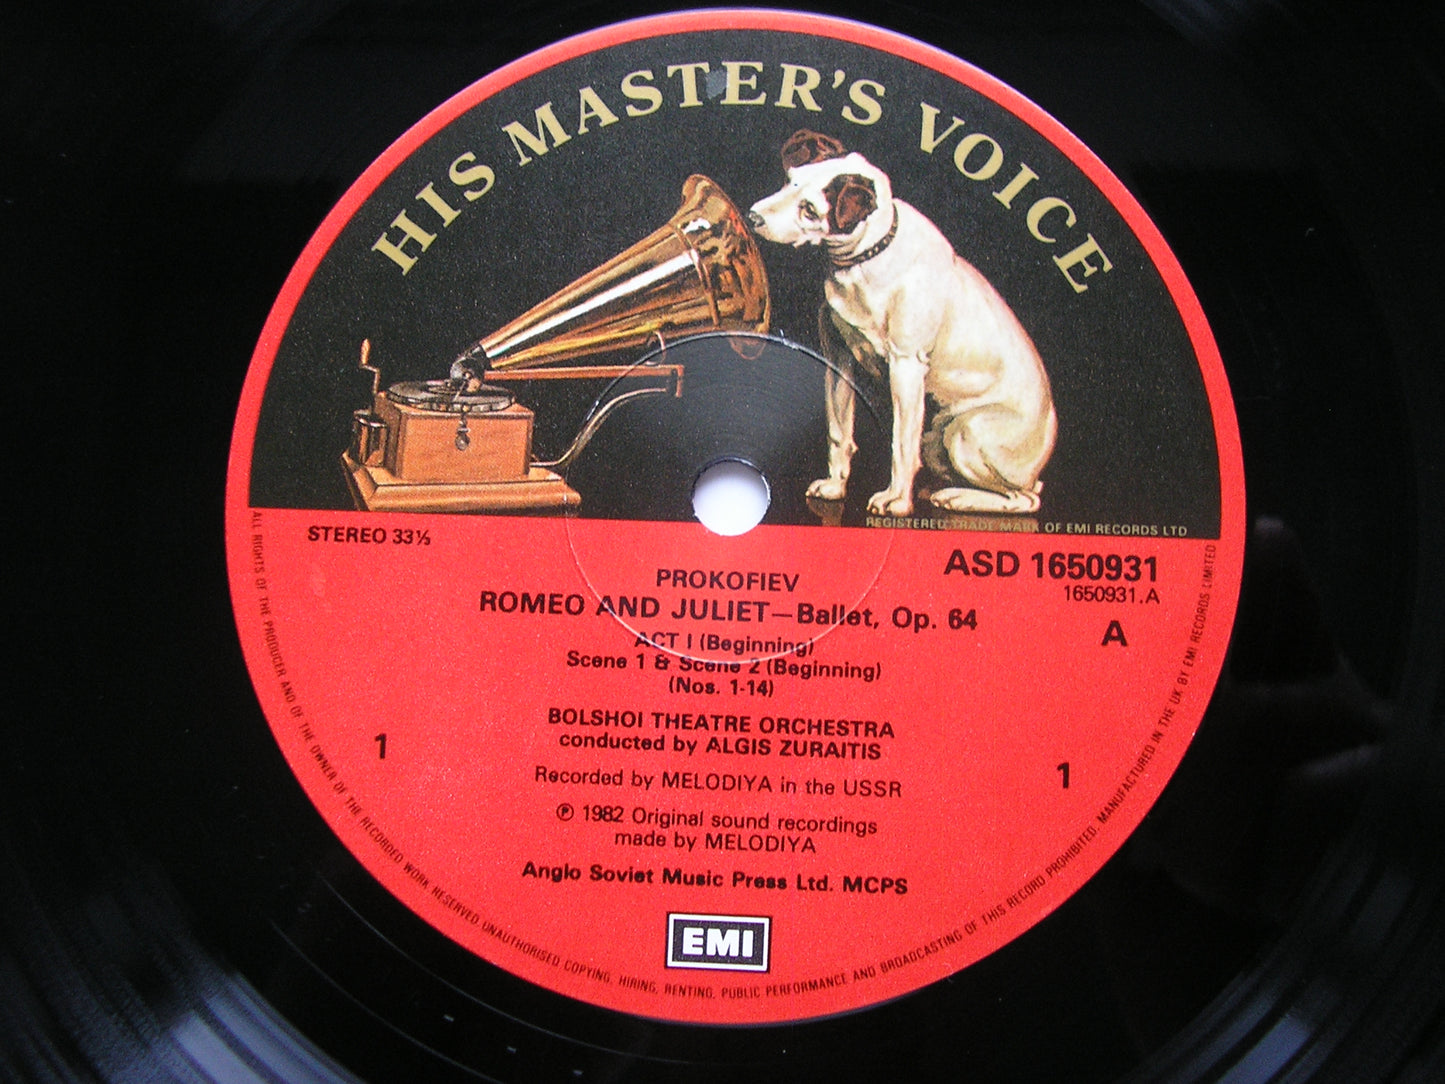 HIS MASTER'S VOICE
REGISTERED TRADE MARK OF EMI RECORDS LTD
STEREO 33⅓
ASD 1650931
1650931.A
A
PROKOFIEV
ROMEO AND JULIET—Ballet, Op. 64
ACT I (Beginning)
Scene 1 & Scene 2 (Beginning)
(Nos. 1-14)
BOLSHOI THEATRE ORCHESTRA
conducted by ALGIS ZURAITIS
1
1
Recorded by MELODIYA in the USSR
℗ 1982 Original sound recordings
made by MELODIYA
Anglo Soviet Music Press Ltd. MCPS
EMI
ALL RIGHTS OF THE PRODUCER AND OF THE OWNER OF THE RECORDED WORK RESERVED. UNAUTHORISED COPYING, HIRING, RENTING, PUBLIC PERFORMANCE AND BROADCASTING OF THIS RECORD PROHIBITED. MANUFACTURED IN THE UK BY EMI RECORDS LIMITED